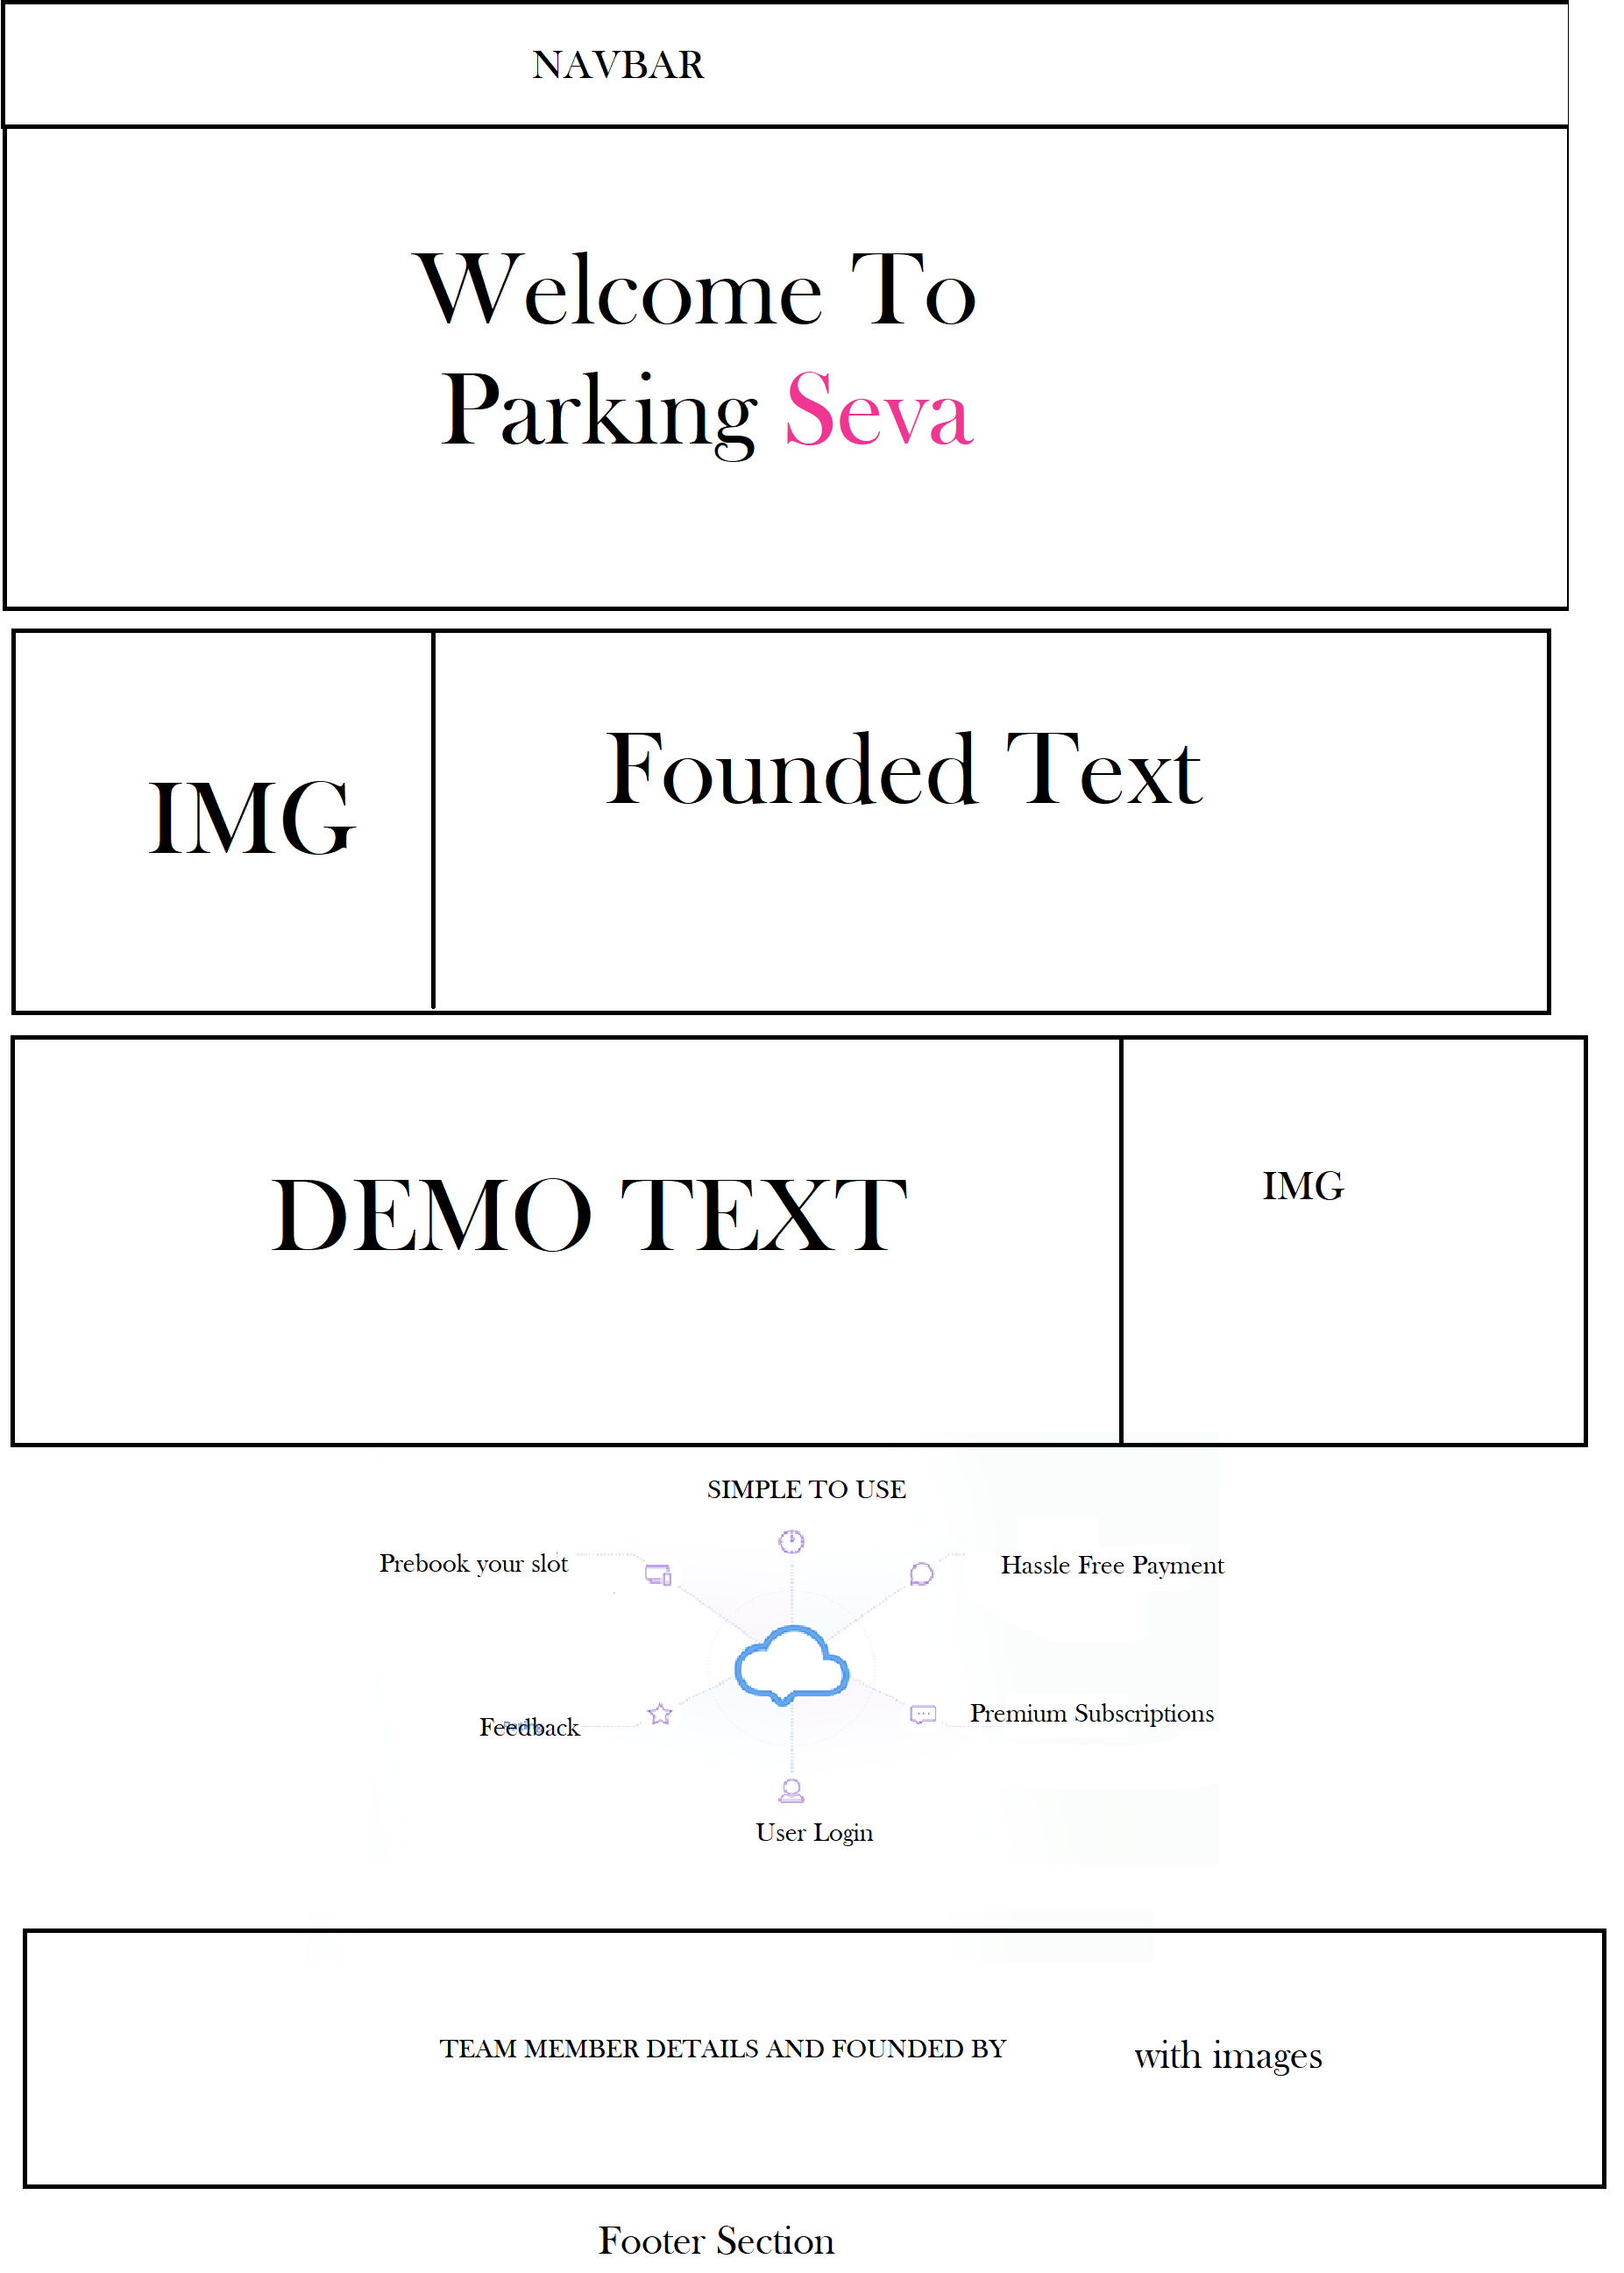 NAVBAR
Welcome To
Parking Seva
IMG
Founded Text
DEMO TEXT
IMG
SIMPLE TO USE
Prebook your slot
Hassle Free Payment
Feedback
Premium Subscriptions
User Login
TEAM MEMBER DETAILS AND FOUNDED BY
with images
Footer Section